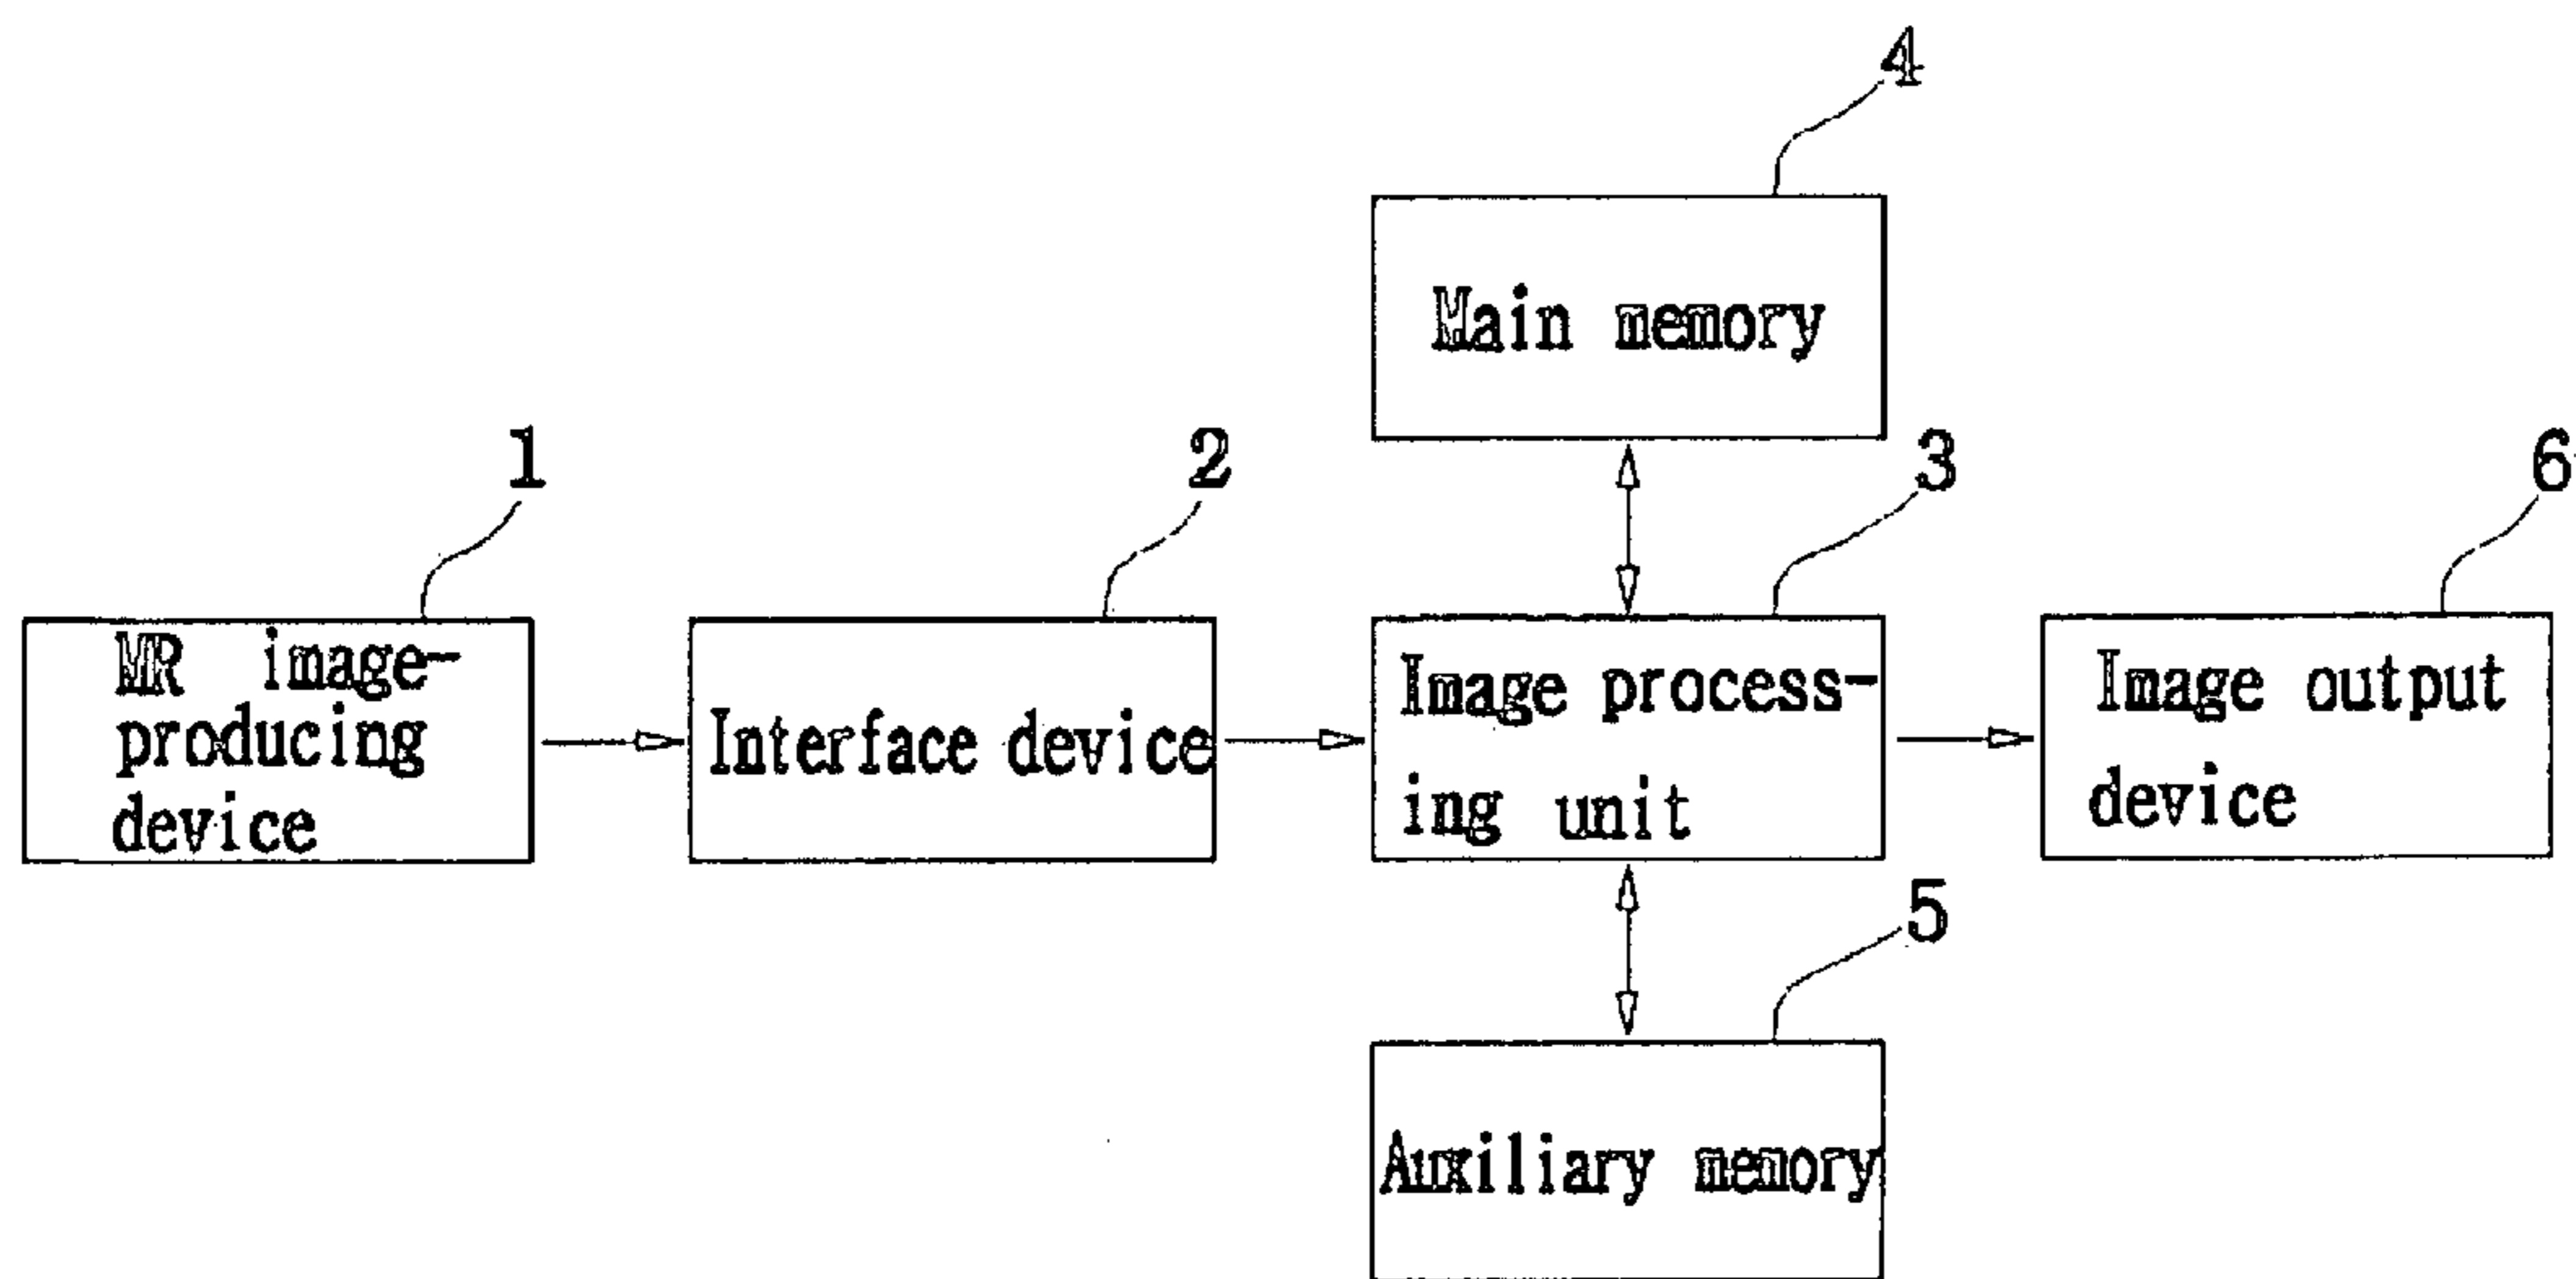 4
Main memory
1
2
3
6
MR image-
producing
device
Interface device
Image process-
ing unit
Image output
device
5
Auxiliary memory